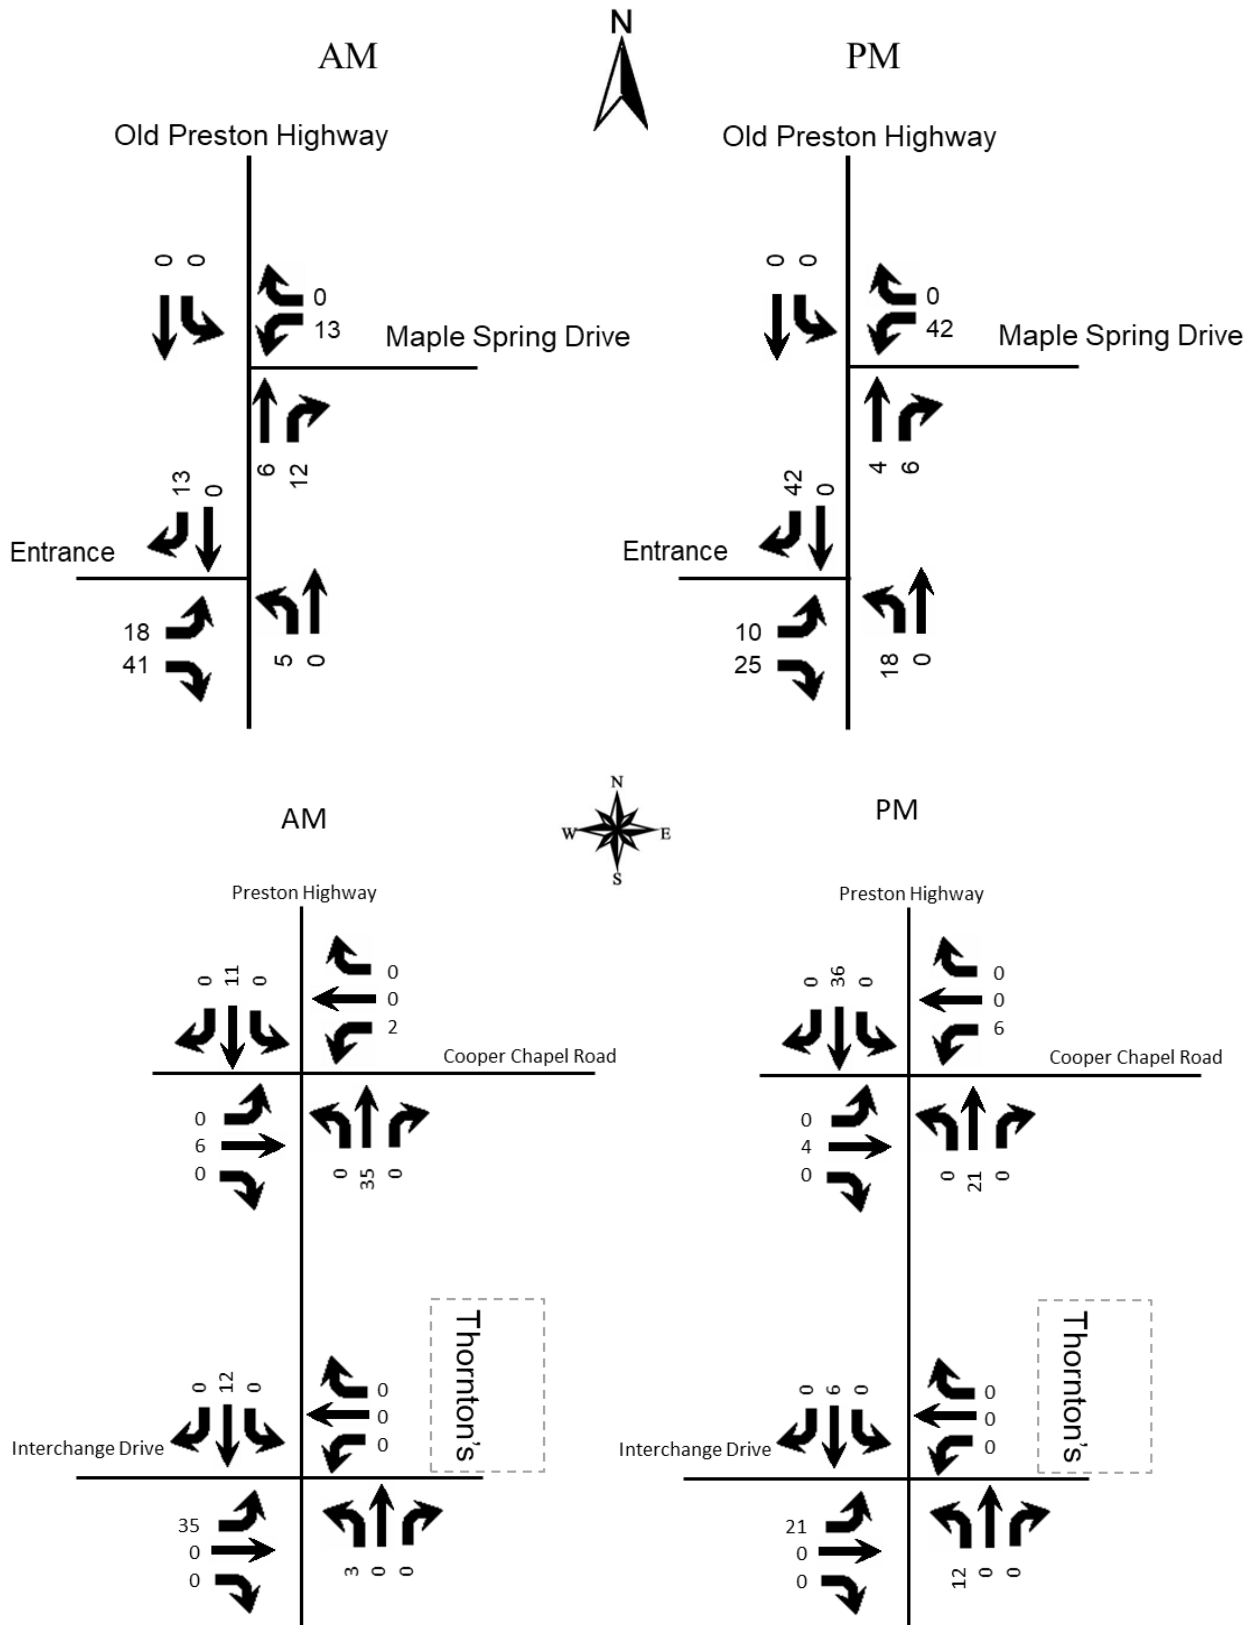 N
AM
PM
Old Preston Highway
Old Preston Highway
0 0
0
13
Maple Spring Drive
6 12
13 0
Entrance
18
41
5 0
0 0
0
42
Maple Spring Drive
4 6
42 0
Entrance
10
25
18 0
N
W E
S
AM
PM
Preston Highway
Preston Highway
0 11 0
0
0
2
Cooper Chapel Road
0
6
0
0 35 0
0 36 0
0
0
6
Cooper Chapel Road
0
4
0
0 21 0
Thornton's
0 12 0
0
0
0
Interchange Drive
35
0
0
3 0 0
Thornton's
0 6 0
0
0
0
Interchange Drive
21
0
0
12 0 0